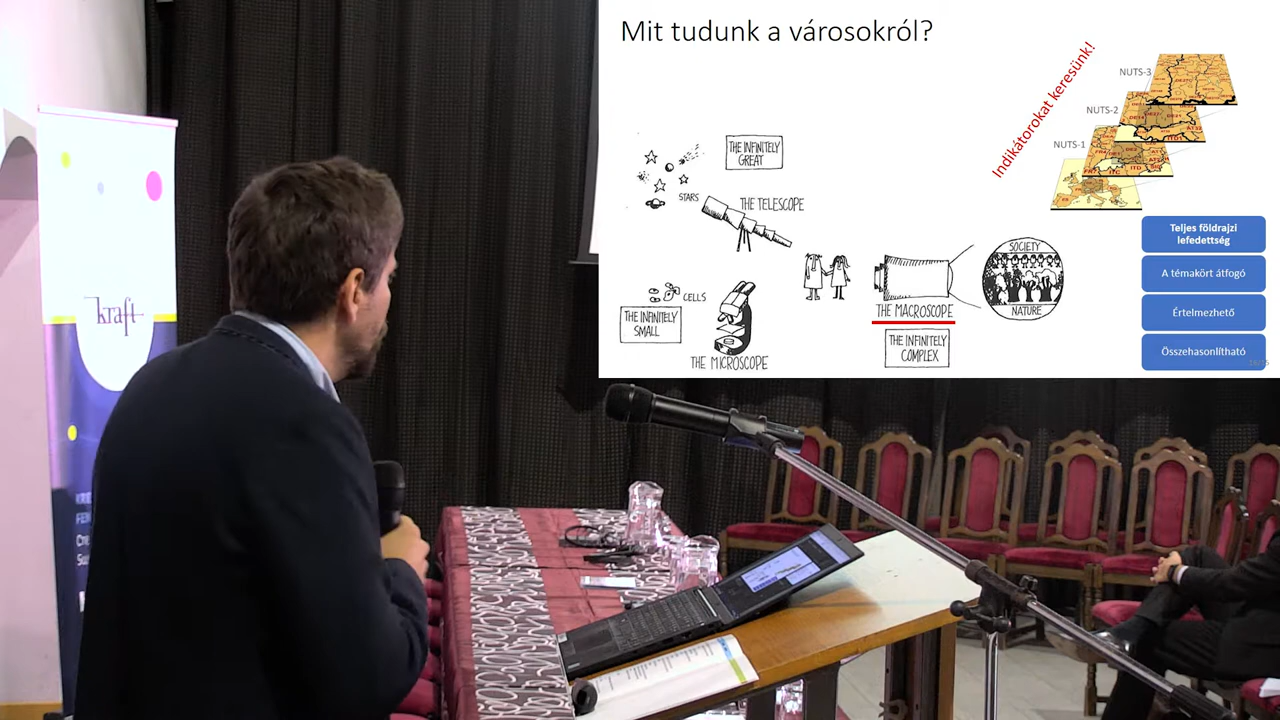 Mit tudunk a városokról?
Indikátorokat keresünk!
NUTS-3
NUTS-2
NUTS-1
THE INFINITELY
GREAT
STARS
THE TELESCOPE
CELLS
THE INFINITELY
SMALL
THE MICROSCOPE
THE MACROSCOPE
THE INFINITELY
COMPLEX
SOCIETY
NATURE
Teljes földrajzi
lefedettség
A témakört átfogó
Értelmezhető
Összehasonlítható
kraft